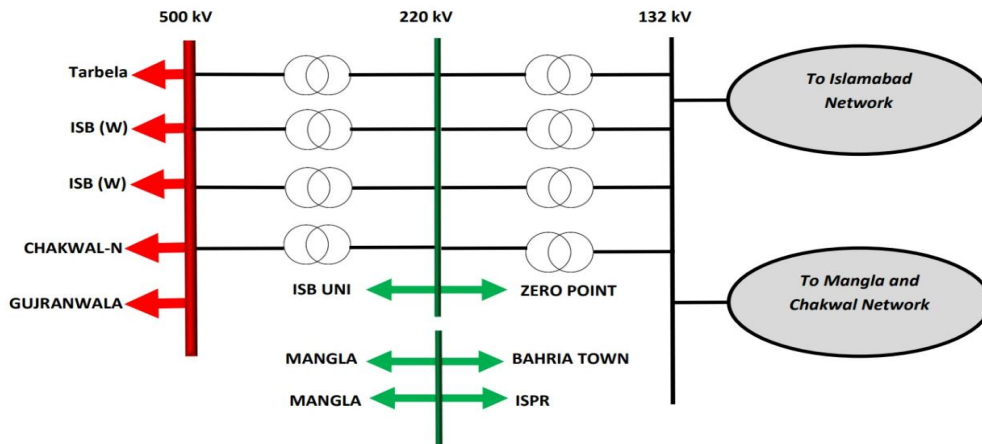 500 kV
220 kV
132 kV
Tarbela
ISB (W)
ISB (W)
CHAKWAL-N
GUJRANWALA
ISB UNI
ZERO POINT
MANGLA
BAHRIA TOWN
MANGLA
ISPR
To Islamabad
Network
To Mangla and
Chakwal Network